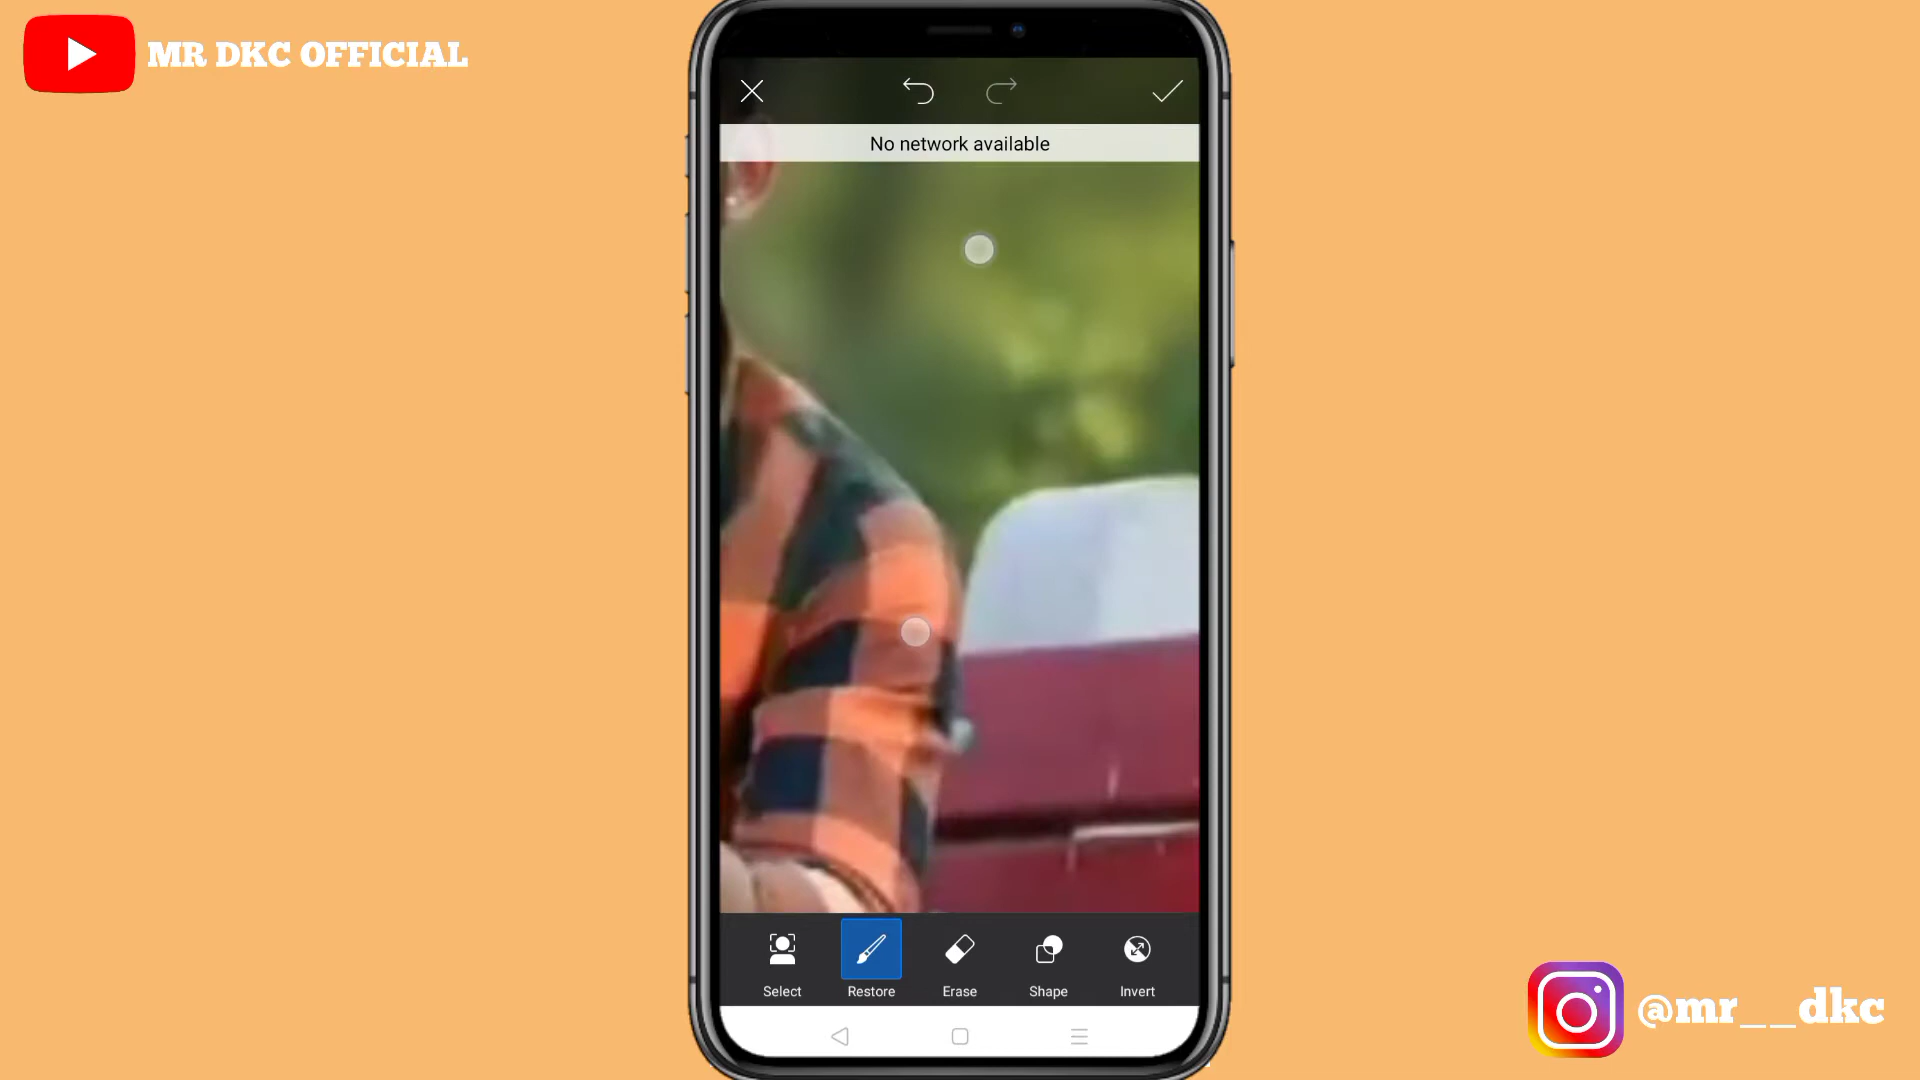 MR DKC OFFICIAL
No network available
Select Restore Erase Shape Invert
@mr__dkc